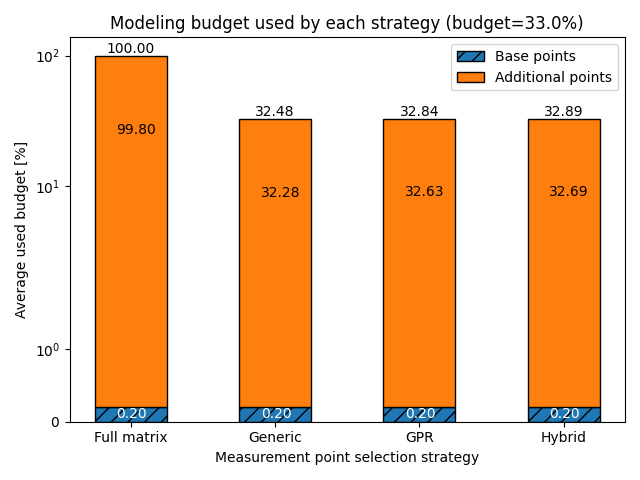 Modeling budget used by each strategy (budget=33.0%)
Average used budget [%]
10²
10¹
10⁰
0
Base points
Additional points
100.00
99.80
0.20
32.48
32.28
0.20
32.84
32.63
0.20
32.89
32.69
0.20
Full matrix
Generic
GPR
Hybrid
Measurement point selection strategy